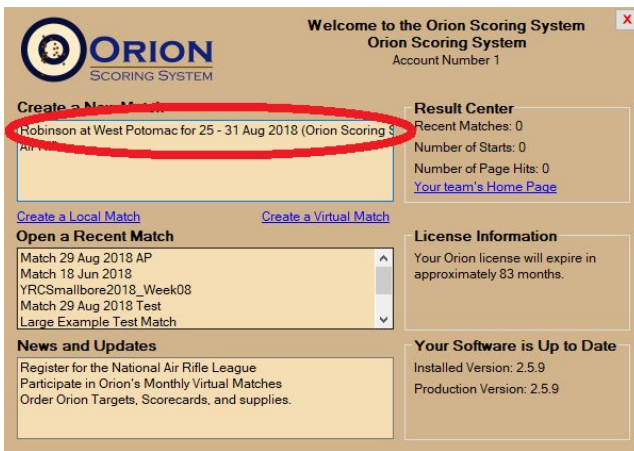 ORION
SCORING SYSTEM
Welcome to the Orion Scoring System
Orion Scoring System
Account Number 1
X
Create a New Match
Robinson at West Potomac for 25 - 31 Aug 2018 (Orion Scoring S
Air
Create a Local Match
Create a Virtual Match
Open a Recent Match
Match 29 Aug 2018 AP
Match 18 Jun 2018
YRCSmallbore2018_Week08
Match 29 Aug 2018 Test
Large Example Test Match
News and Updates
Register for the National Air Rifle League
Participate in Orion's Monthly Virtual Matches
Order Orion Targets, Scorecards, and supplies.
Result Center
Recent Matches: 0
Number of Starts: 0
Number of Page Hits: 0
Your team's Home Page
License Information
Your Orion license will expire in
approximately 83 months.
Your Software is Up to Date
Installed Version: 2.5.9
Production Version: 2.5.9